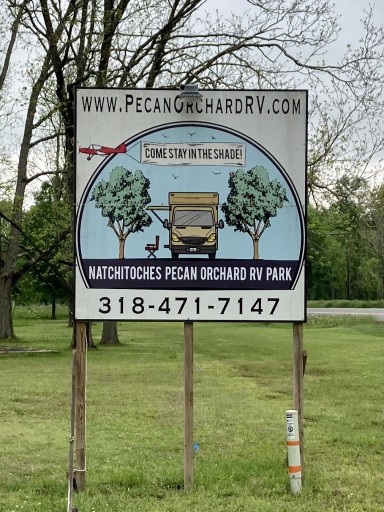 WWW.PECANORCHARDRV.COM
COME STAY IN THE SHADE!
NATCHITOCHES PECAN ORCHARD RV PARK
318-471-7147